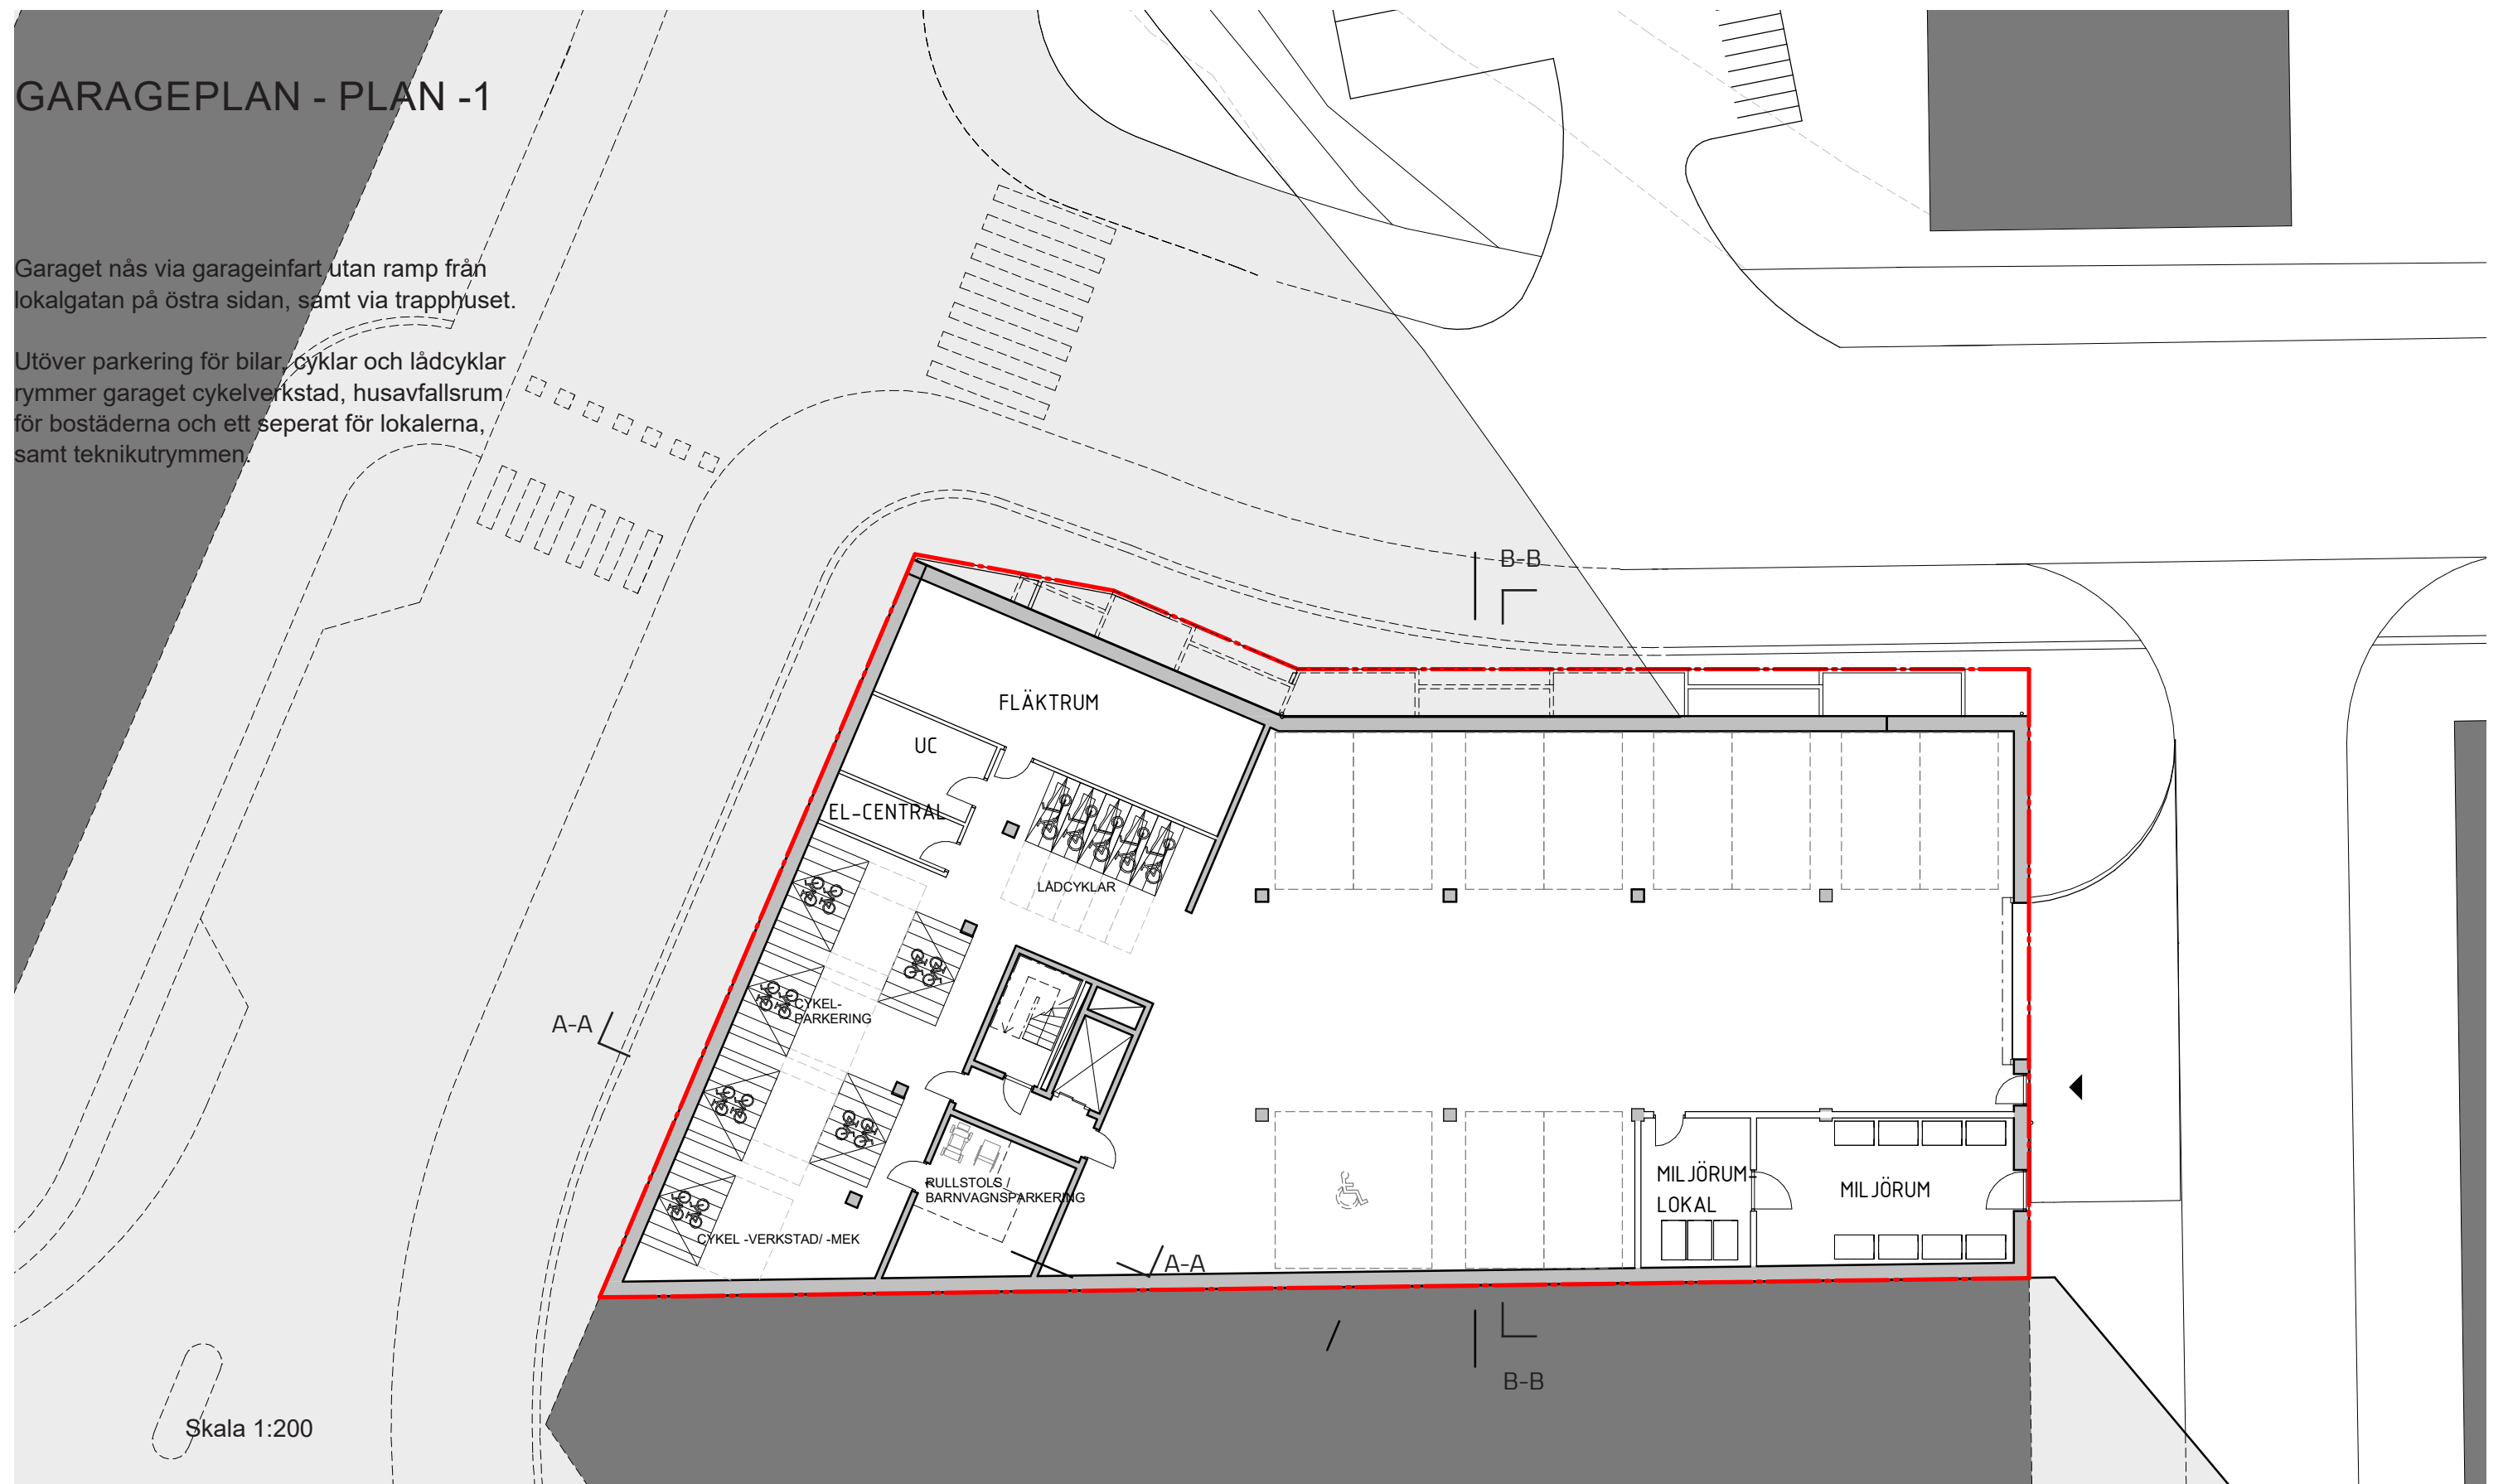 GARAGEPLAN - PLAN -1
Garaget nås via garageinfart utan ramp från
lokalgatan på östra sidan, samt via trapphuset.
Utöver parkering för bilar, cyklar och lådcyklar
rymmer garaget cykelverkstad, husavfallsrum
för bostäderna och ett seperat för lokalerna,
samt teknikutrymmen.
B-B
FLÄKTRUM
UC
EL-CENTRAL
LÅDCYKLAR
CYKEL-
PARKERING
A-A
RULLSTOLS /
BARNVAGNSPARKERING
MILJÖRUM-
LOKAL
MILJÖRUM
CYKEL -VERKSTAD/ -MEK
A-A
B-B
Skala 1:200